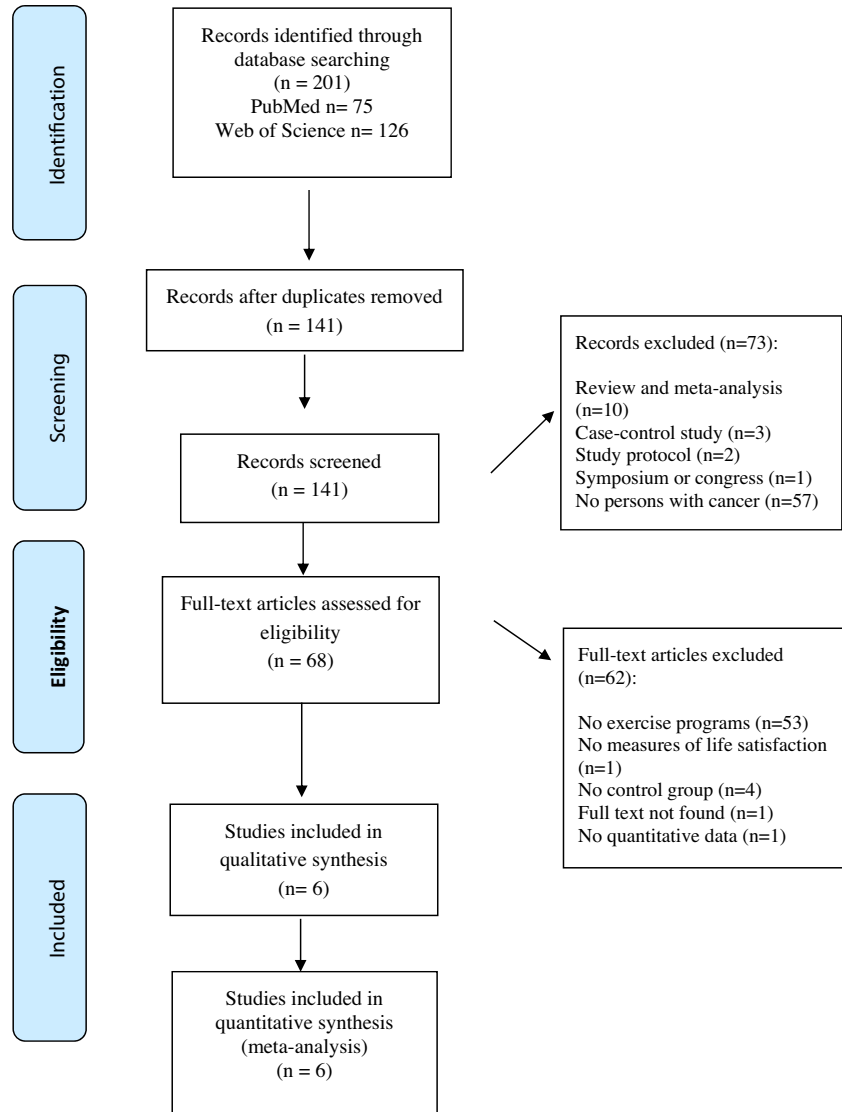 Identification
Records identified through
database searching
(n = 201)
PubMed n= 75
Web of Science n= 126
Screening
Records after duplicates removed
(n = 141)
Records screened
(n = 141)
Records excluded (n=73):
Review and meta-analysis
(n=10)
Case-control study (n=3)
Study protocol (n=2)
Symposium or congress (n=1)
No persons with cancer (n=57)
Eligibility
Full-text articles assessed for
eligibility
(n = 68)
Full-text articles excluded
(n=62):
No exercise programs (n=53)
No measures of life satisfaction
(n=1)
No control group (n=4)
Full text not found (n=1)
No quantitative data (n=1)
Included
Studies included in
qualitative synthesis
(n= 6)
Studies included in
quantitative synthesis
(meta-analysis)
(n = 6)